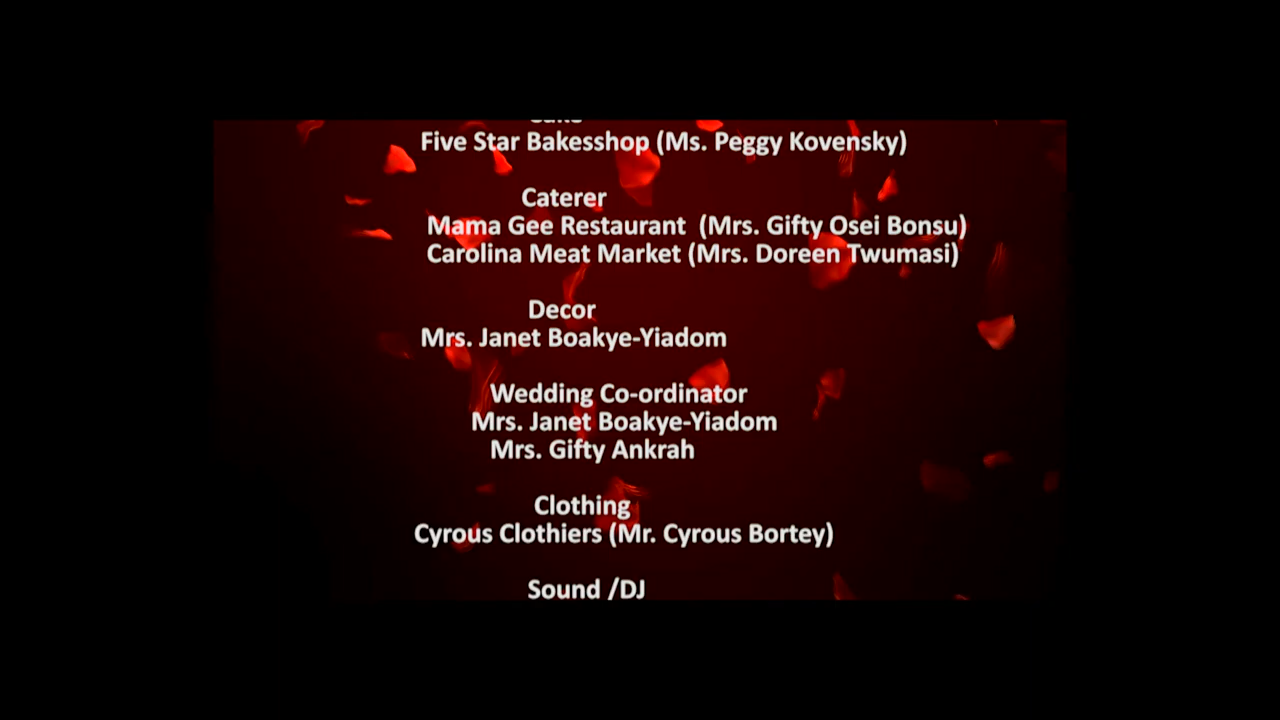 Five Star Bakesshop (Ms. Peggy Kovensky)
Caterer
Mama Gee Restaurant (Mrs. Gifty Osei Bonsu)
Carolina Meat Market (Mrs. Doreen Twumasi)
Decor
Mrs. Janet Boakye-Yiadom
Wedding Co-ordinator
Mrs. Janet Boakye-Yiadom
Mrs. Gifty Ankrah
Clothing
Cyrous Clothiers (Mr. Cyrous Bortey)
Sound /DJ